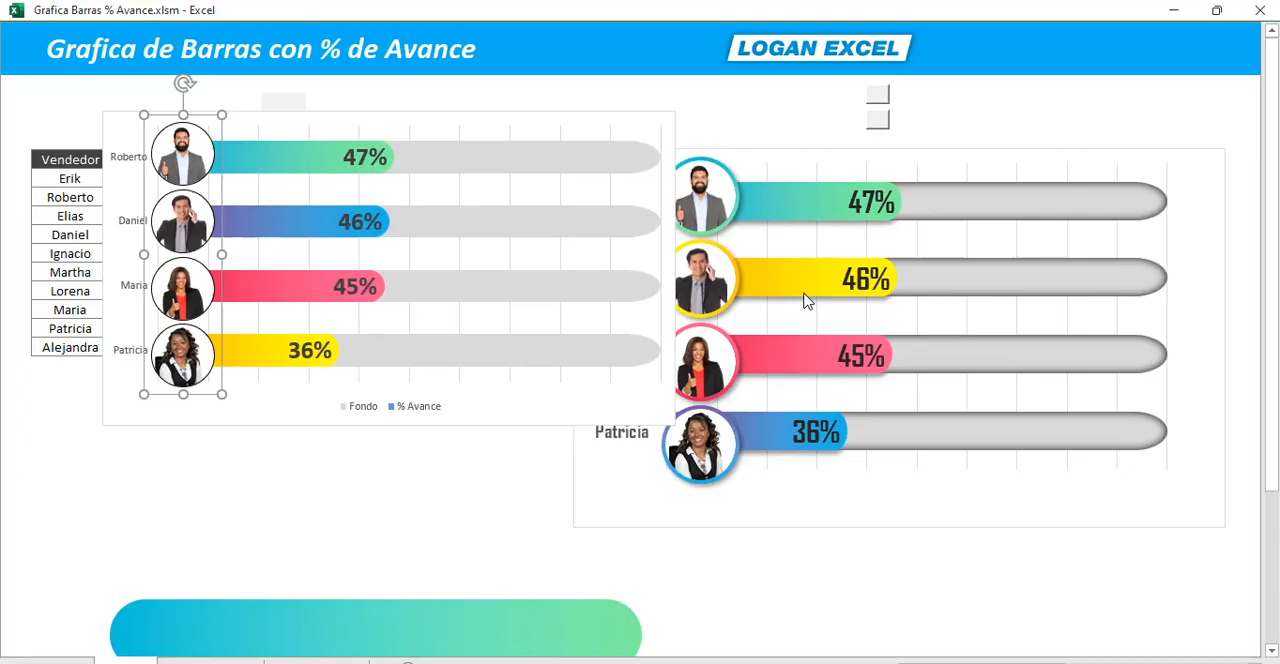 Grafica Barras % Avance.xlsm - Excel
Grafica de Barras con % de Avance
LOGAN EXCEL
Vendedor
Erik
Roberto
Elias
Daniel
Ignacio
Martha
Lorena
Maria
Patricia
Alejandra
Roberto
47%
Daniel
46%
Maria
45%
Patricia
36%
Fondo
% Avance
47%
46%
45%
Patricia
36%